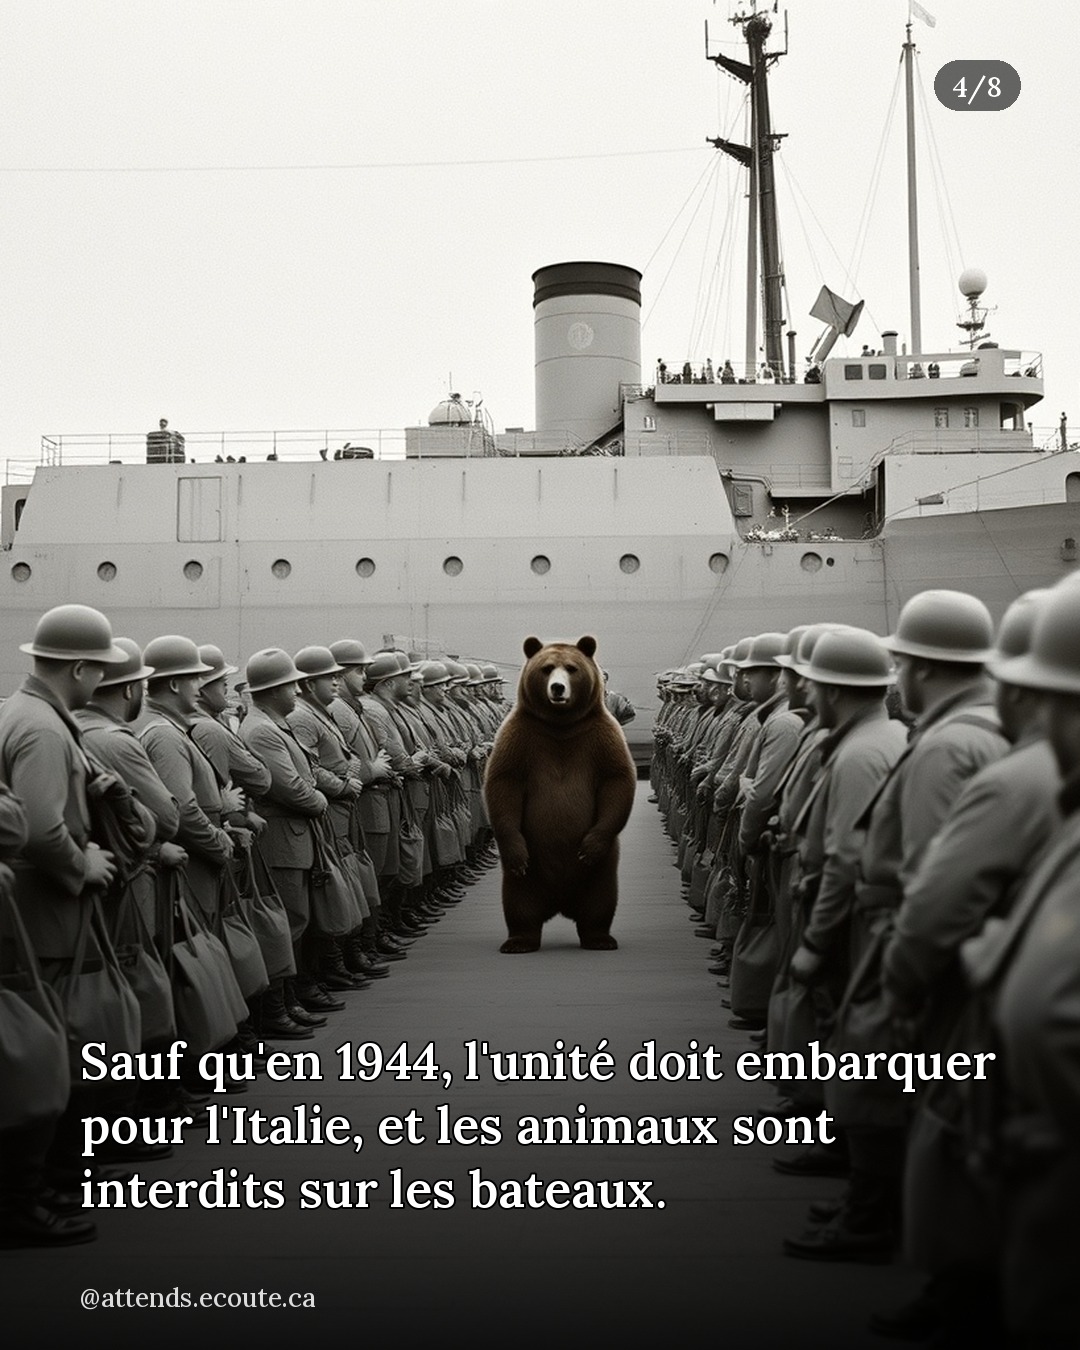 4/8
Sauf qu'en 1944, l'unité doit embarquer
pour l'Italie, et les animaux sont
interdits sur les bateaux.
@attends.ecoute.ca